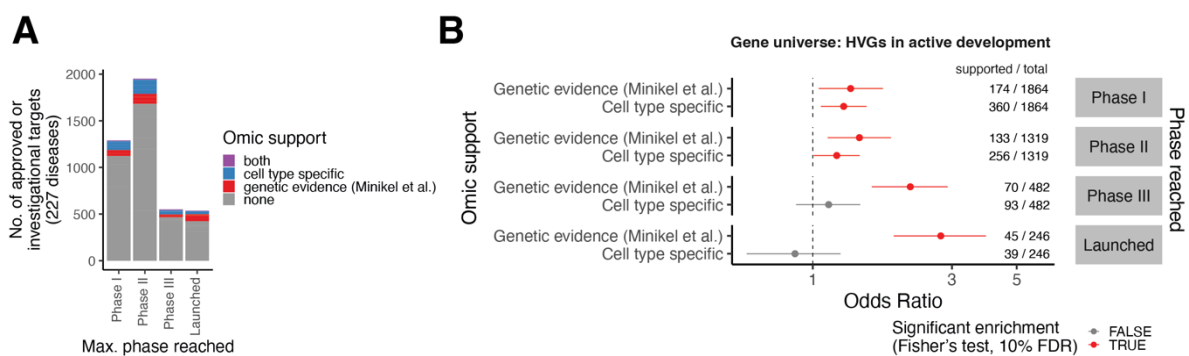 A
No. of approved or
investigational targets
(227 diseases)
2000
1500
1000
500
0
Phase I
Phase II
Phase III
Launched
Max. phase reached
Omic support
both
cell type specific
genetic evidence (Minikel et al.)
none
B
Gene universe: HVGs in active development
supported / total
Omic support
Genetic evidence (Minikel et al.) 174 / 1864
Cell type specific 360 / 1864
Phase I
Genetic evidence (Minikel et al.) 133 / 1319
Cell type specific 256 / 1319
Phase II
Genetic evidence (Minikel et al.) 70 / 482
Cell type specific 93 / 482
Phase III
Genetic evidence (Minikel et al.) 45 / 246
Cell type specific 39 / 246
Launched
Phase reached
1 3 5
Odds Ratio
Significant enrichment
(Fisher's test, 10% FDR)
FALSE
TRUE